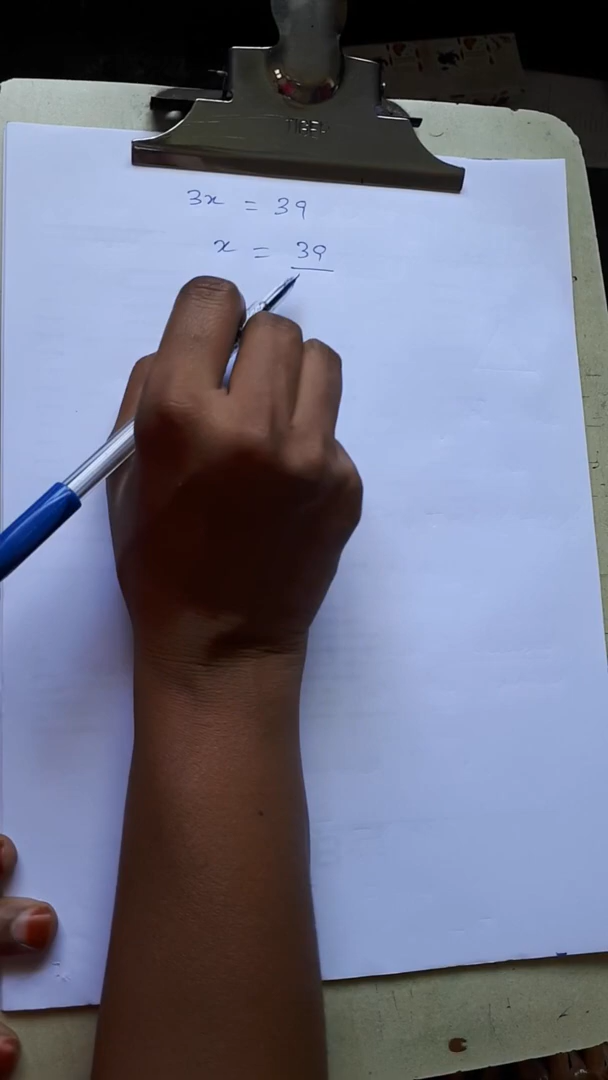 3x = 39
x = 39